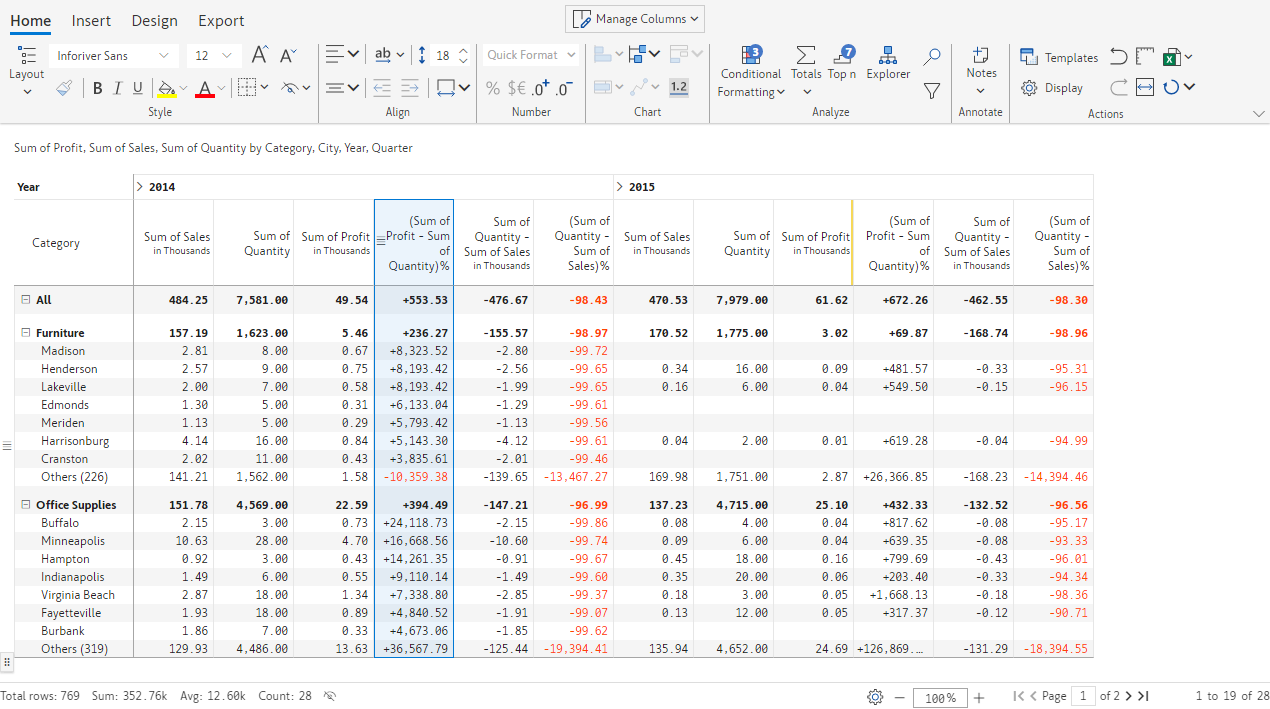 Home Insert Design Export
Manage Columns
Inforiver Sans 12 A A ab 18 Quick Format 3 7
Layout Conditional Formatting Totals Top n Explorer Notes Templates
B I U A % $€ .0+ .0- 1.2 Display
Style Align Number Chart Analyze Annotate Actions
Sum of Profit, Sum of Sales, Sum of Quantity by Category, City, Year, Quarter
Year 2014 2015
Category Sum of Sales in Thousands Sum of Quantity Sum of Profit in Thousands (Sum of Profit - Sum of Quantity)% Sum of Quantity - Sum of Sales in Thousands (Sum of Quantity - Sum of Sales)% Sum of Sales in Thousands Sum of Quantity Sum of Profit in Thousands (Sum of Profit - Sum of Quantity)% Sum of Quantity - Sum of Sales in Thousands (Sum of Quantity - Sum of Sales)%
All 484.25 7,581.00 49.54 +553.53 -476.67 -98.43 470.53 7,979.00 61.62 +672.26 -462.55 -98.30
Furniture 157.19 1,623.00 5.46 +236.27 -155.57 -98.97 170.52 1,775.00 3.02 +69.87 -168.74 -98.96
Madison 2.81 8.00 0.67 +8,323.52 -2.80 -99.72
Henderson 2.57 9.00 0.75 +8,193.42 -2.56 -99.65 0.34 16.00 0.09 +481.57 -0.33 -95.31
Lakeville 2.00 7.00 0.58 +8,193.42 -1.99 -99.65 0.16 6.00 0.04 +549.50 -0.15 -96.15
Edmonds 1.30 5.00 0.31 +6,133.04 -1.29 -99.61
Meriden 1.13 5.00 0.29 +5,793.42 -1.13 -99.56
Harrisonburg 4.14 16.00 0.84 +5,143.30 -4.12 -99.61 0.04 2.00 0.01 +619.28 -0.04 -94.99
Cranston 2.02 11.00 0.43 +3,835.61 -2.01 -99.46
Others (226) 141.21 1,562.00 1.58 -10,359.38 -139.65 -13,467.27 169.98 1,751.00 2.87 +26,366.85 -168.23 -14,394.46
Office Supplies 151.78 4,569.00 22.59 +394.49 -147.21 -96.99 137.23 4,715.00 25.10 +432.33 -132.52 -96.56
Buffalo 2.15 3.00 0.73 +24,118.73 -2.15 -99.86 0.08 4.00 0.04 +817.62 -0.08 -95.17
Minneapolis 10.63 28.00 4.70 +16,668.56 -10.60 -99.74 0.09 6.00 0.04 +639.35 -0.08 -93.33
Hampton 0.92 3.00 0.43 +14,261.35 -0.91 -99.67 0.45 18.00 0.16 +799.69 -0.43 -96.01
Indianapolis 1.49 6.00 0.55 +9,110.14 -1.49 -99.60 0.35 20.00 0.06 +203.40 -0.33 -94.34
Virginia Beach 2.87 18.00 1.34 +7,338.80 -2.85 -99.37 0.18 3.00 0.05 +1,668.13 -0.18 -98.36
Fayetteville 1.93 18.00 0.89 +4,840.52 -1.91 -99.07 0.13 12.00 0.05 +317.37 -0.12 -90.71
Burbank 1.86 7.00 0.33 +4,673.06 -1.85 -99.62
Others (319) 129.93 4,486.00 13.63 +36,567.79 -125.44 -19,394.41 135.94 4,652.00 24.69 +126,869.... -131.29 -18,394.55
Total rows: 769 Sum: 352.76k Avg: 12.60k Count: 28 100% Page 1 of 2 1 to 19 of 28